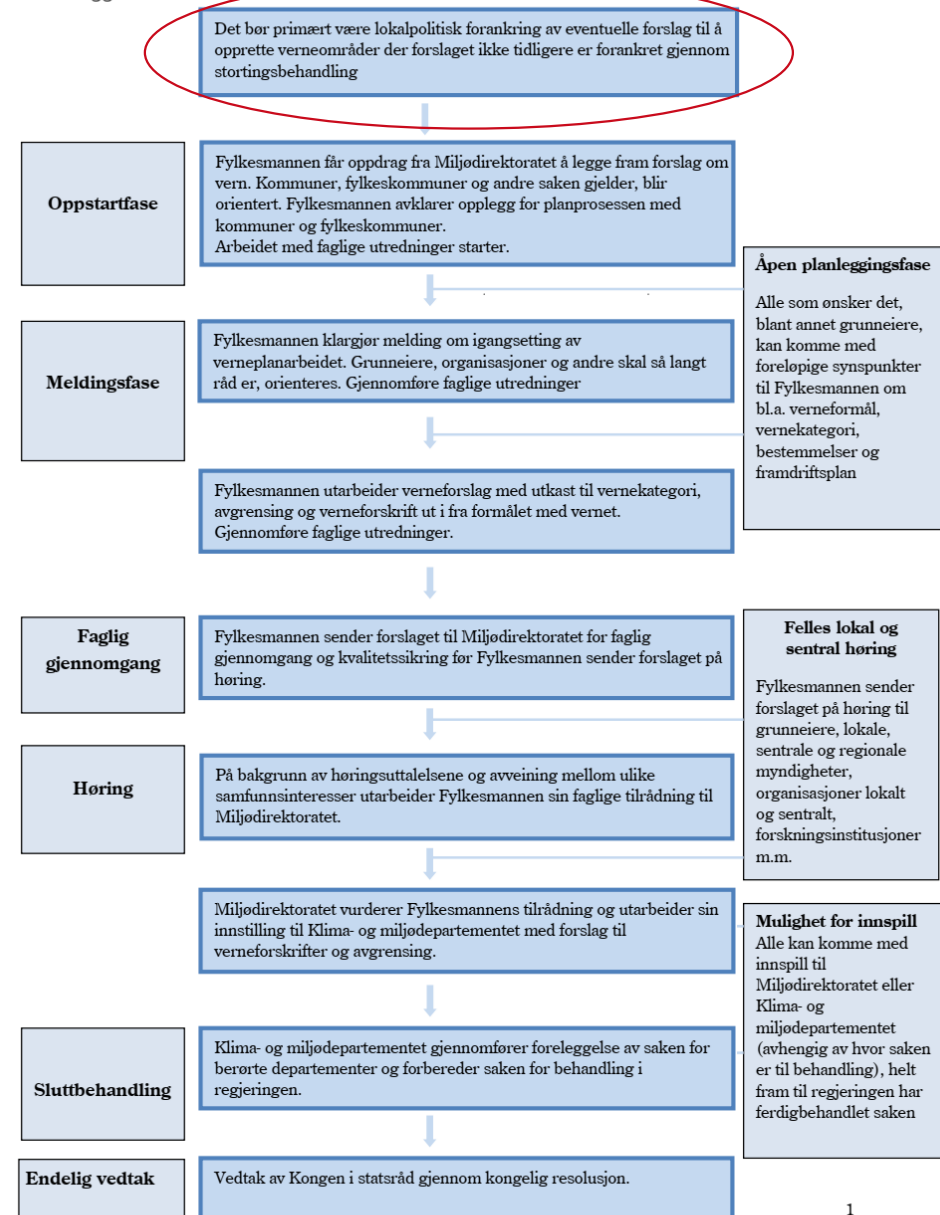 Det bør primært være lokalpolitisk forankring av eventuelle forslag til å
opprette verneområder der forslaget ikke tidligere er forankret gjennom
stortingsbehandling
Oppstartfase
Fylkesmannen får oppdrag fra Miljødirektoratet å legge fram forslag om
vern. Kommuner, fylkeskommuner og andre saken gjelder, blir
orientert. Fylkesmannen avklarer opplegg for planprosessen med
kommuner og fylkeskommuner.
Arbeidet med faglige utredninger starter.
Åpen planleggingsfase
Alle som ønsker det,
blant annet grunneiere,
kan komme med
foreløpige synspunkter
til Fylkesmannen om
bl.a. verneformål,
vernekategori,
bestemmelser og
framdriftsplan
Meldingsfase
Fylkesmannen klargjør melding om igangsetting av
verneplanarbeidet. Grunneiere, organisasjoner og andre skal så langt
råd er, orienteres. Gjennomføre faglige utredninger
Fylkesmannen utarbeider verneforslag med utkast til vernekategori,
avgrensing og verneforskrift ut i fra formålet med vernet.
Gjennomføre faglige utredninger.
Faglig
gjennomgang
Fylkesmannen sender forslaget til Miljødirektoratet for faglig
gjennomgang og kvalitetssikring før Fylkesmannen sender forslaget på
høring.
Felles lokal og
sentral høring
Fylkesmannen sender
forslaget på høring til
grunneiere, lokale,
sentrale og regionale
myndigheter,
organisasjoner lokalt
og sentralt,
forskningsinstitusjoner
m.m.
Høring
På bakgrunn av høringsuttalelsene og avveining mellom ulike
samfunnsinteresser utarbeider Fylkesmannen sin faglige tilrådning til
Miljødirektoratet.
Miljødirektoratet vurderer Fylkesmannens tilrådning og utarbeider sin
innstilling til Klima- og miljødepartementet med forslag til
verneforskrifter og avgrensing.
Mulighet for innspill
Alle kan komme med
innspill til
Miljødirektoratet eller
Klima- og
miljødepartementet
(avhengig av hvor saken
er til behandling), helt
fram til regjeringen har
ferdigbehandlet saken
Sluttbehandling
Klima- og miljødepartementet gjennomfører foreleggelse av saken for
berørte departementer og forbereder saken for behandling i
regjeringen.
Endelig vedtak
Vedtak av Kongen i statsråd gjennom kongelig resolusjon.
1